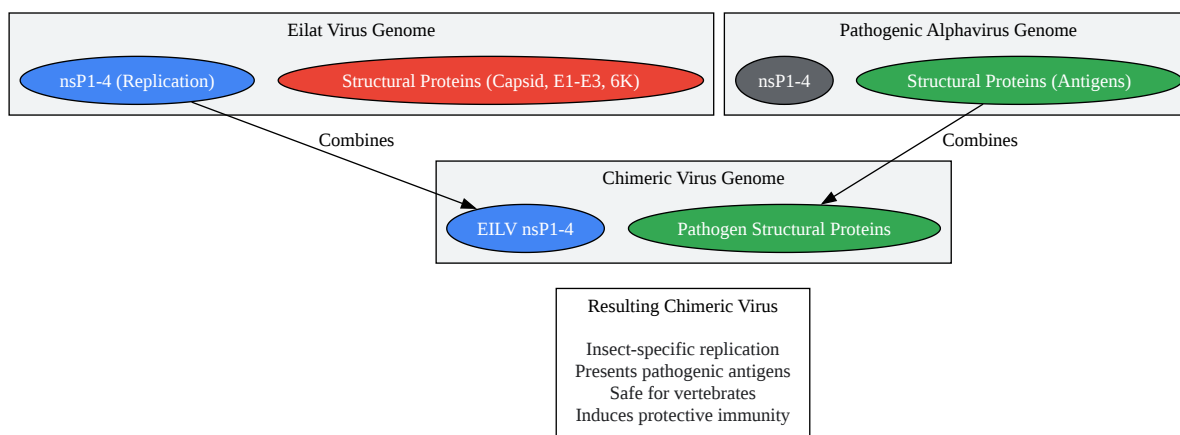 Eilat Virus Genome
nsP1-4 (Replication)
Structural Proteins (Capsid, E1-E3, 6K)
Pathogenic Alphavirus Genome
nsP1-4
Structural Proteins (Antigens)
Combines
Combines
Chimeric Virus Genome
EILV nsP1-4
Pathogen Structural Proteins
Resulting Chimeric Virus
Insect-specific replication
Presents pathogenic antigens
Safe for vertebrates
Induces protective immunity